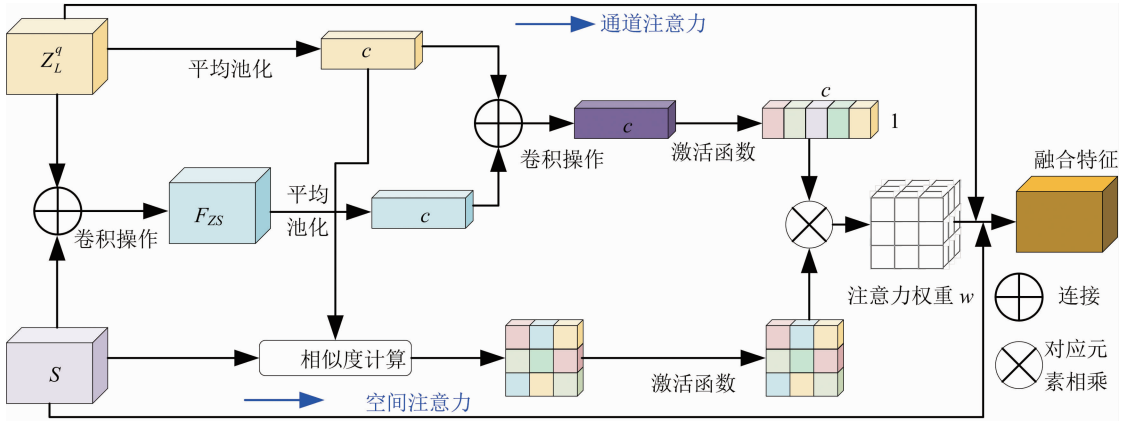 通道注意力
Z_L^q
平均池化
c
c
1
融合特征
c
卷积操作
激活函数
F_{ZS}
平均
池化
c
卷积操作
注意力权重 w
连接
S
相似度计算
激活函数
对应元
素相乘
空间注意力